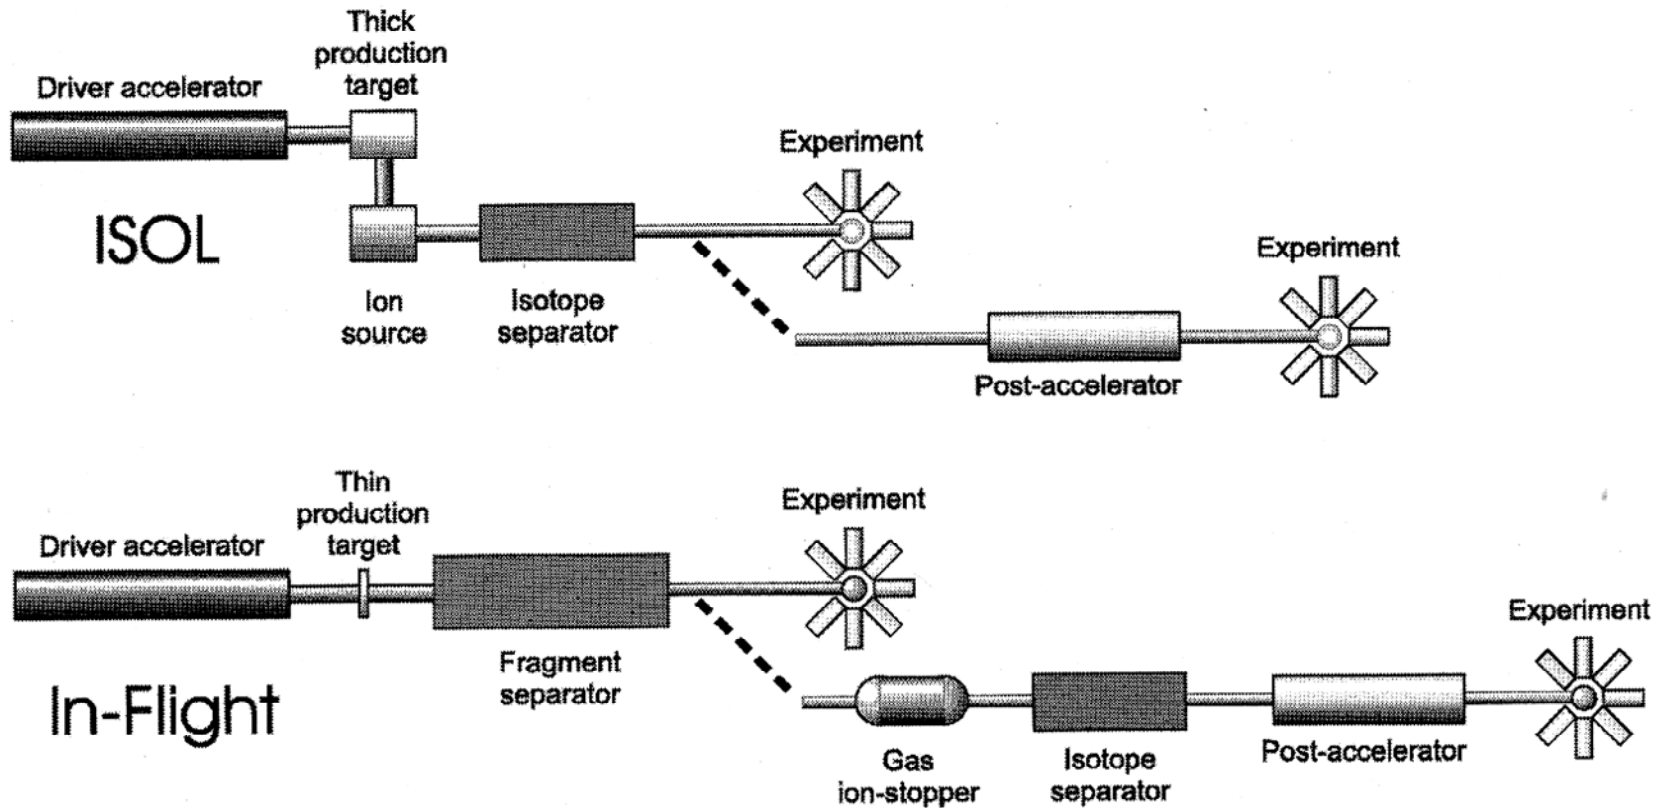 Thick
production
target
Driver accelerator
Experiment
ISOL
Experiment
Ion
source
Isotope
separator
Post-accelerator
Thin
production
target
Driver accelerator
Experiment
Experiment
Fragment
separator
In-Flight
Gas
ion-stopper
Isotope
separator
Post-accelerator